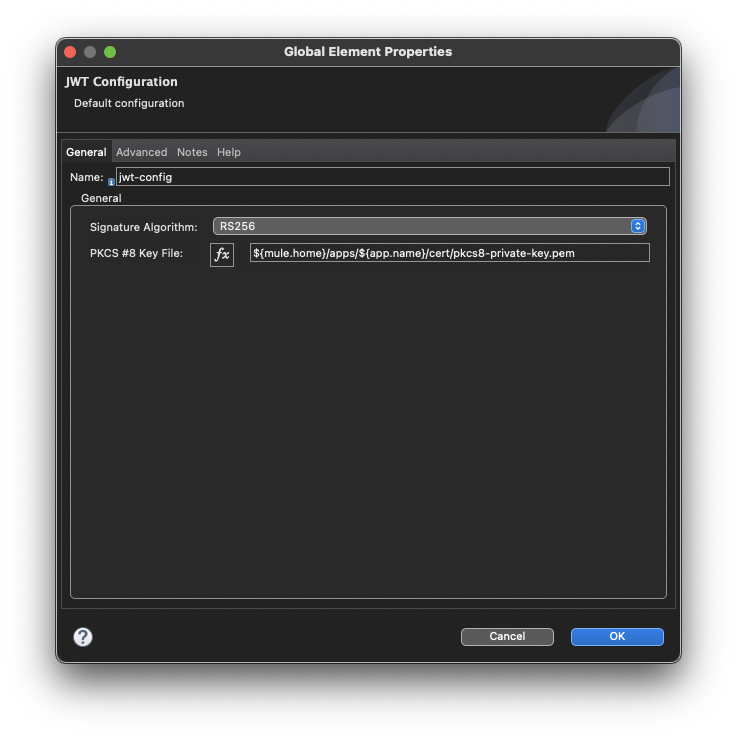 Global Element Properties
JWT Configuration
Default configuration
General Advanced Notes Help
Name: jwt-config
General
Signature Algorithm: RS256
PKCS #8 Key File: fx ${mule.home}/apps/${app.name}/cert/pkcs8-private-key.pem
? Cancel OK